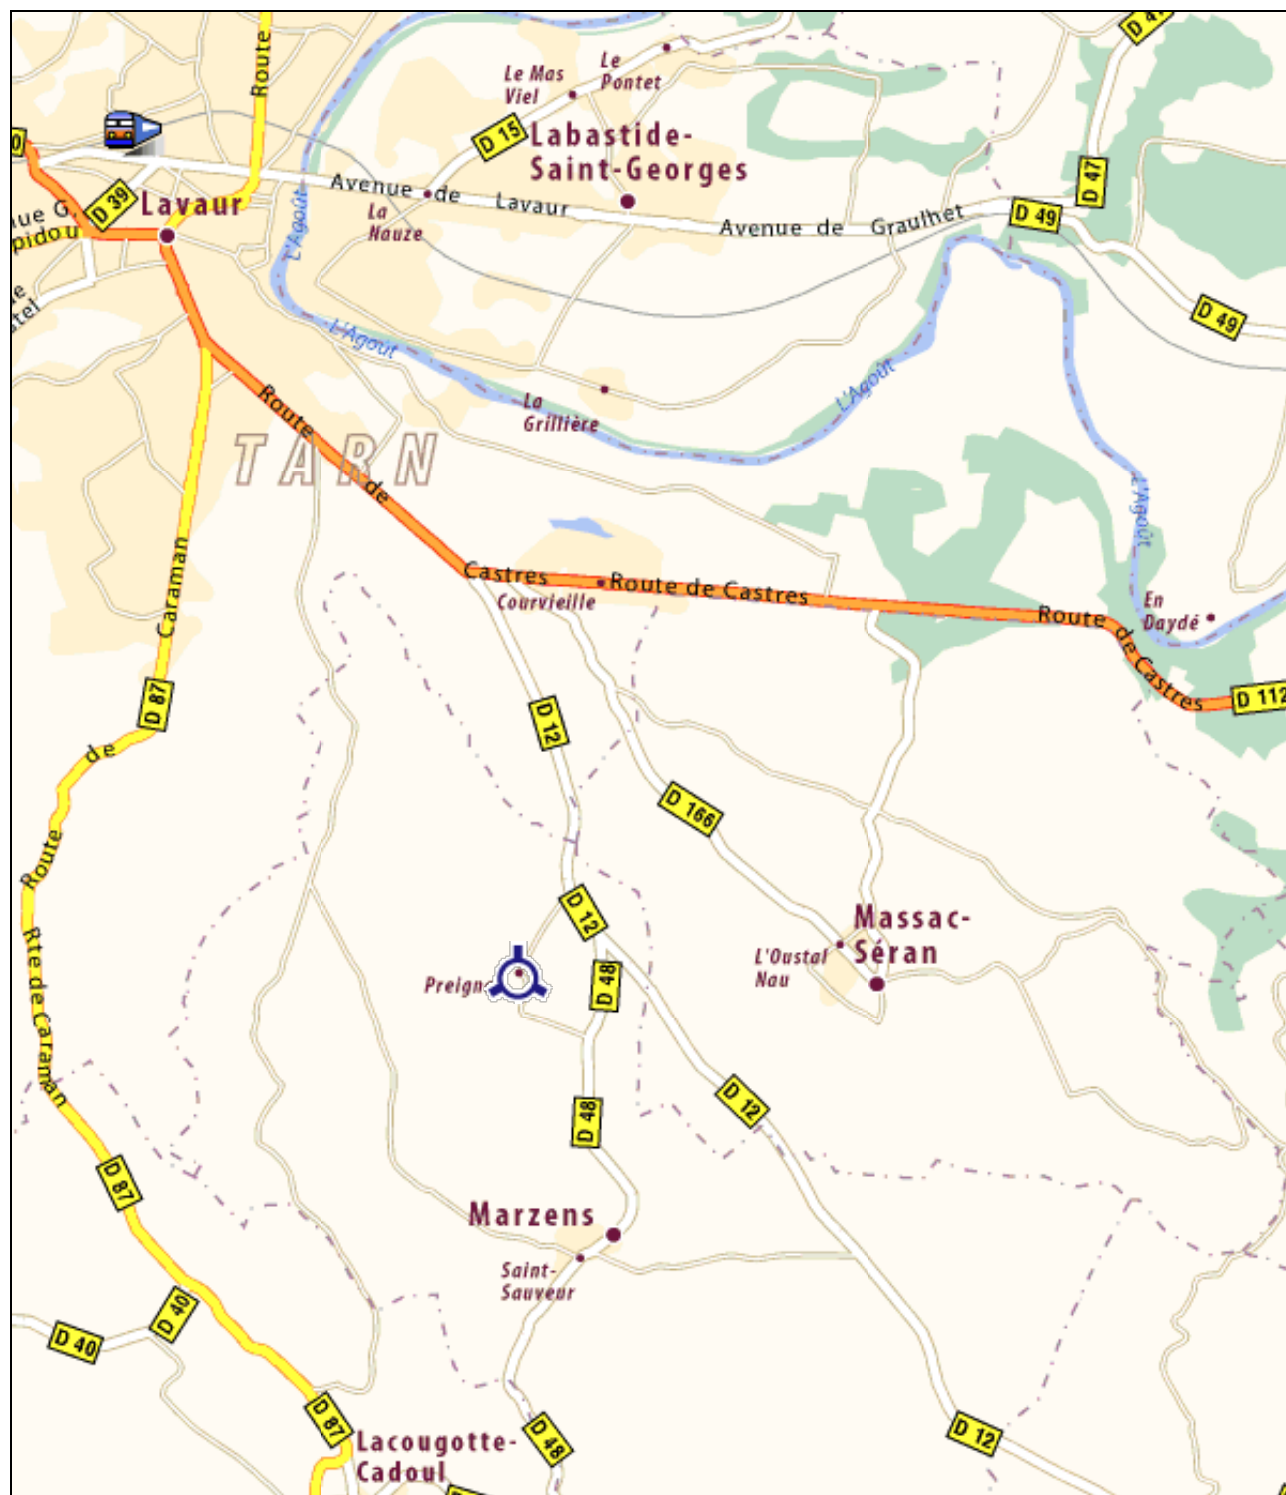 D 47
Route
Le
Pontet
Le Mas
Viel
D 15
Labastide-
Saint-Georges
0
D 39
Lavaur
Avenue de Lavaur
La
Nauze
Avenue de Graulhet
D 49
D 47
D 49
L'Agoût
L'Agoût
L'Agoût
L'Agoût
La
Grillière
TARN
Route de Castres
Route de Castres
Route de Castres
Courvieille
En
Daydé
D 112
Route de Caraman
D 87
D 12
D 166
D 12
Massac-
Séran
L'Oustal
Nau
Preign
D 48
Rte de Caraman
D 12
D 48
D 87
Marzens
Saint-
Sauveur
D 40
D 40
D 87
D 48
D 12
Lacougotte-
Cadoul